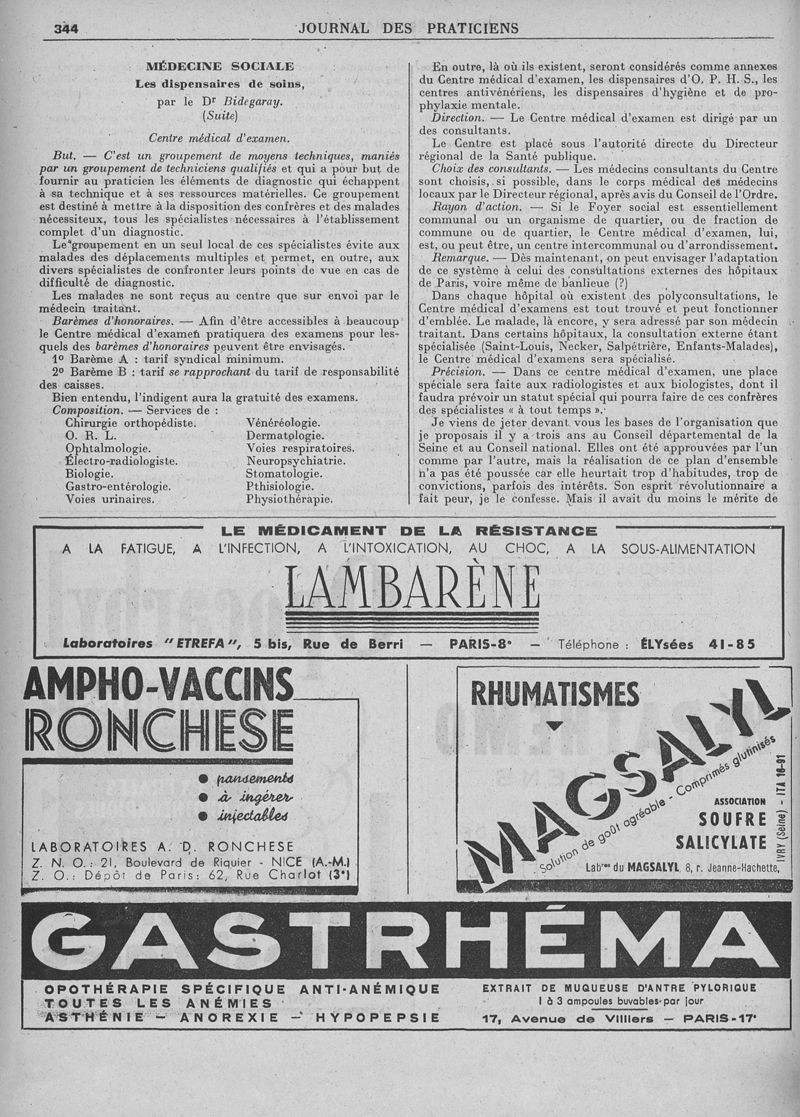 344
JOURNAL DES PRATICIENS
MÉDECINE SOCIALE
Les dispensaires de soins,
par le Dr Bidegaray.
(Suite)
Centre médical d'examen.
But. — C'est un groupement de moyens techniques, maniés
par un groupement de techniciens qualifiés et qui a pour but de
fournir au praticien les éléments de diagnostic qui échappent
à sa technique et à ses ressources matérielles. Ce groupement
est destiné à mettre à la disposition des confrères et des malades
nécessiteux, tous les spécialistes nécessaires à l'établissement
complet d'un diagnostic.
Le groupement en un seul local de ces spécialistes évite aux
malades des déplacements multiples et permet, en outre, aux
divers spécialistes de confronter leurs points de vue en cas de
difficulté de diagnostic.
Les malades ne sont reçus au centre que sur envoi par le
médecin traitant.
Barèmes d'honoraires. — Afin d'être accessibles à beaucoup
le Centre médical d'examen pratiquera des examens pour les-
quels des barèmes d'honoraires peuvent être envisagés.
1º Barème A : tarif syndical minimum.
2º Barème B : tarif se rapprochant du tarif de responsabilité
des caisses.
Bien entendu, l'indigent aura la gratuité des examens.
Composition. — Services de :
Chirurgie orthopédiste.
O. R. L.
Ophtalmologie.
Électro-radiologiste.
Biologie.
Gastro-entérologie.
Voies urinaires.
Vénéréologie.
Dermatologie.
Voies respiratoires.
Neuropsychiatrie.
Stomatologie.
Pthisiologie.
Physiothérapie.
En outre, là où ils existent, seront considérés comme annexes
du Centre médical d'examen, les dispensaires d'O. P. H. S., les
centres antivénériens, les dispensaires d'hygiène et de pro-
phylaxie mentale.
Direction. — Le Centre médical d'examen est dirigé par un
des consultants.
Le Centre est placé sous l'autorité directe du Directeur
régional de la Santé publique.
Choix des consultants. — Les médecins consultants du Centre
sont choisis, si possible, dans le corps médical des médecins
locaux par le Directeur régional, après avis du Conseil de l'Ordre.
Rayon d'action. — Si le Foyer social est essentiellement
communal ou un organisme de quartier, ou de fraction de
commune ou de quartier, le Centre médical d'examen, lui,
est, ou peut être, un centre intercommunal ou d'arrondissement.
Remarque. — Dès maintenant, on peut envisager l'adaptation
de ce système à celui des consultations externes des hôpitaux
de Paris, voire même de banlieue (?)
Dans chaque hôpital où existent des polyconsultations, le
Centre médical d'examens est tout trouvé et peut fonctionner
d'emblée. Le malade, là encore, y sera adressé par son médecin
traitant. Dans certains hôpitaux, la consultation externe étant
spécialisée (Saint-Louis, Necker, Salpétrière, Enfants-Malades),
le Centre médical d'examens sera spécialisé.
Précision. — Dans ce centre médical d'examen, une place
spéciale sera faite aux radiologistes et aux biologistes, dont il
faudra prévoir un statut spécial qui pourra faire de ces confrères
des spécialistes « à tout temps ».
Je viens de jeter devant vous les bases de l'organisation que
je proposais il y a trois ans au Conseil départemental de la
Seine et au Conseil national. Elles ont été approuvées par l'un
comme par l'autre, mais la réalisation de ce plan d'ensemble
n'a pas été poussée car elle heurtait trop d'habitudes, trop de
convictions, parfois des intérêts. Son esprit révolutionnaire a
fait peur, je le confesse. Mais il avait du moins le mérite de
LE MÉDICAMENT DE LA RÉSISTANCE
A LA FATIGUE, A L'INFECTION, A L'INTOXICATION, AU CHOC, A LA SOUS-ALIMENTATION
LAMBARÈNE
Laboratoires "ETREFA", 5 bis, Rue de Berri — PARIS-8e — Téléphone : ÉLYsées 41-85
AMPHO-VACCINS
RONCHESE
• pansements
• à ingérer
• injectables
LABORATOIRES A. D. RONCHESE
Z. N. O. : 21, Boulevard de Riquier - NICE (A.-M.)
Z. O. : Dépôt de Paris : 62, Rue Charlot (3e)
RHUMATISMES
MAGSALYL
Solution de goût agréable - Comprimés glutinisés
ASSOCIATION
SOUFRE
SALICYLATE
Labres du MAGSALYL, 8, r. Jeanne-Hachette,
IVRY (Seine) - ITA 16-91
GASTRHÉMA
OPOTHÉRAPIE SPÉCIFIQUE ANTI-ANÉMIQUE
TOUTES LES ANÉMIES
ASTHÉNIE — ANOREXIE — HYPOPEPSIE
EXTRAIT DE MUQUEUSE D'ANTRE PYLORIQUE
1 à 3 ampoules buvables par jour
17, Avenue de Villiers — PARIS-17e